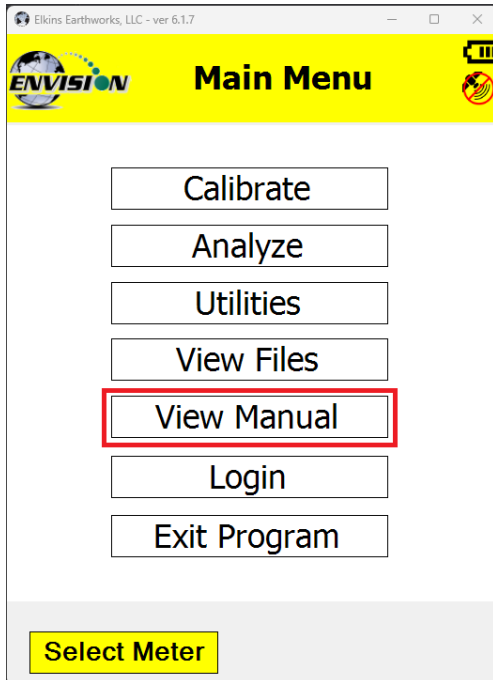 Elkins Earthworks, LLC - ver 6.1.7
ENVISION
Main Menu
Calibrate
Analyze
Utilities
View Files
View Manual
Login
Exit Program
Select Meter